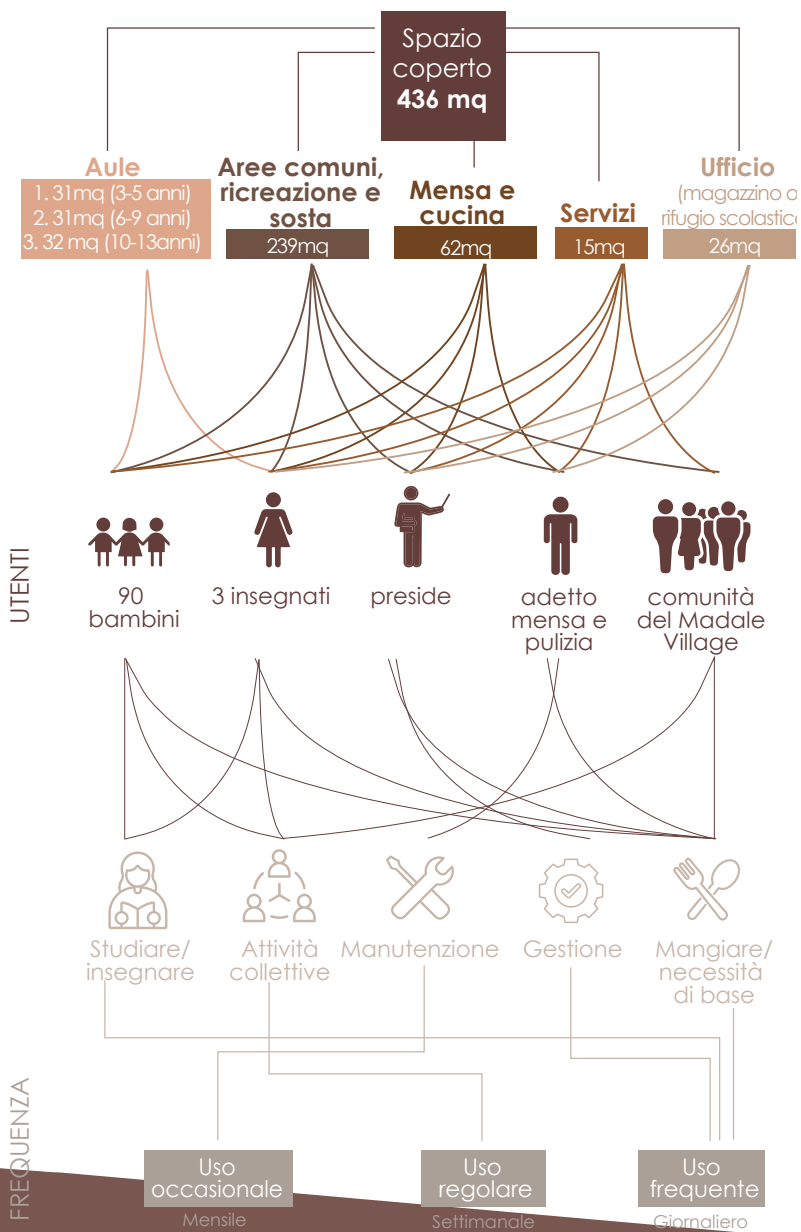 Spazio
coperto
436 mq
Aule
1. 31mq (3-5 anni)
2. 31mq (6-9 anni)
3. 32 mq (10-13anni)
Aree comuni,
ricreazione e
sosta
239mq
Mensa e
cucina
62mq
Servizi
15mq
Ufficio
(magazzino o
rifugio scolastico
26mq
UTENTI
90
bambini
3 insegnati
preside
adetto
mensa e
pulizia
comunità
del Madale
Village
Studiare/
insegnare
Attività
collettive
Manutenzione
Gestione
Mangiare/
necessità
di base
FREQUENZA
Uso
occasionale
Mensile
Uso
regolare
Settimanale
Uso
frequente
Giornaliero